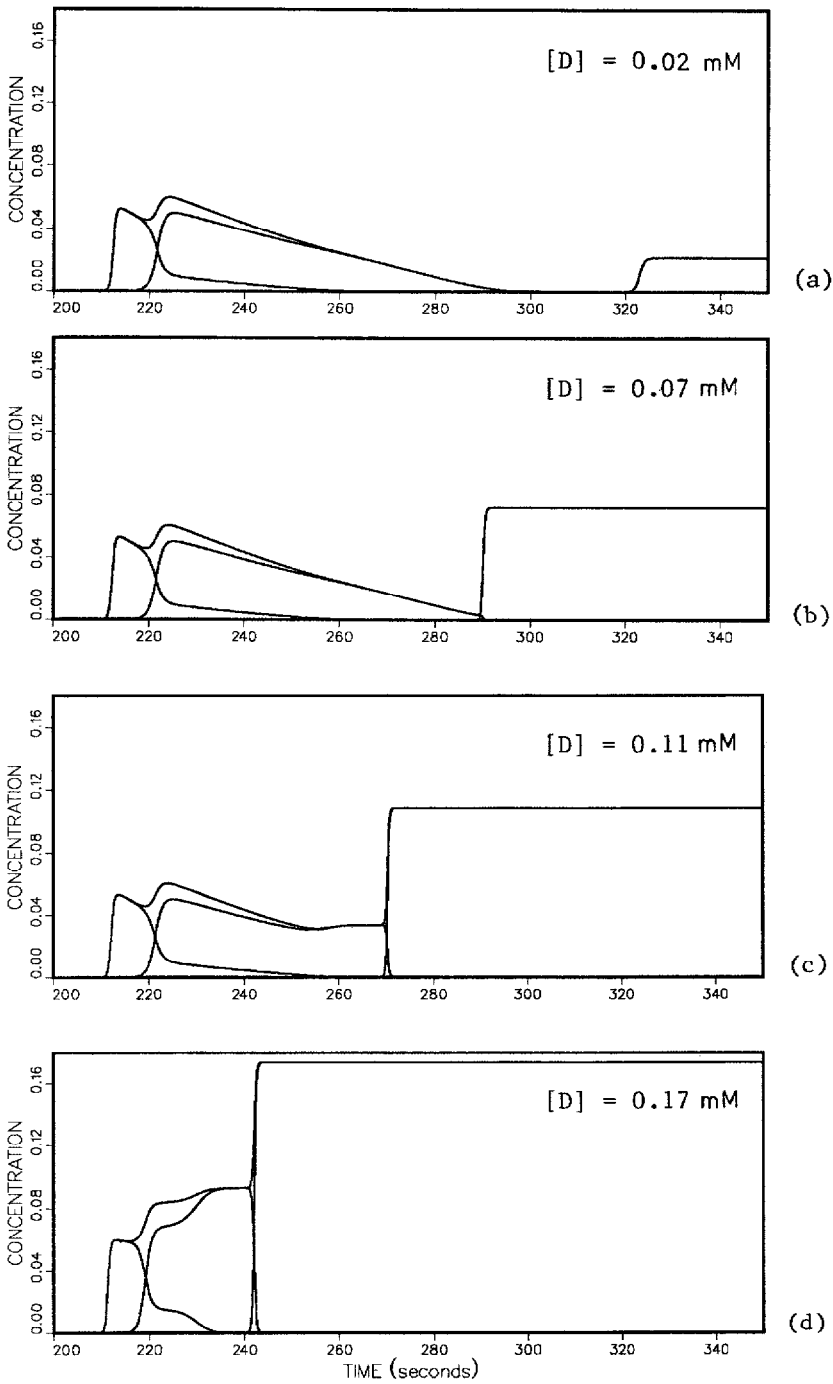 CONCENTRATION
0.00 0.04 0.08 0.12 0.16
[D] = 0.02 mM
200 220 240 260 280 300 320 340
(a)
CONCENTRATION
0.00 0.04 0.08 0.12 0.16
[D] = 0.07 mM
200 220 240 260 280 300 320 340
(b)
CONCENTRATION
0.00 0.04 0.08 0.12 0.16
[D] = 0.11 mM
200 220 240 260 280 300 320 340
(c)
CONCENTRATION
0.00 0.04 0.08 0.12 0.16
[D] = 0.17 mM
200 220 240 260 280 300 320 340
TIME (seconds)
(d)